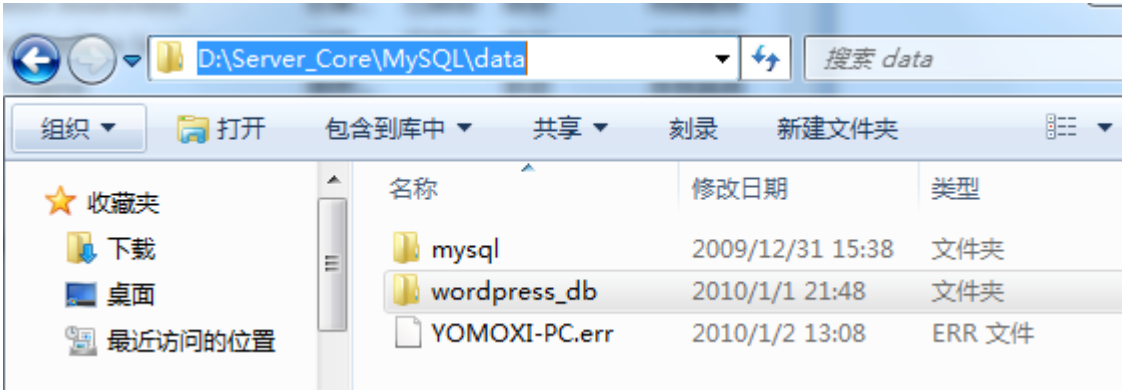 D:\Server_Core\MySQL\data
搜索 data
组织 打开 包含到库中 共享 刻录 新建文件夹
收藏夹
下载
桌面
最近访问的位置
名称 修改日期 类型
mysql 2009/12/31 15:38 文件夹
wordpress_db 2010/1/1 21:48 文件夹
YOMOXI-PC.err 2010/1/2 13:08 ERR 文件